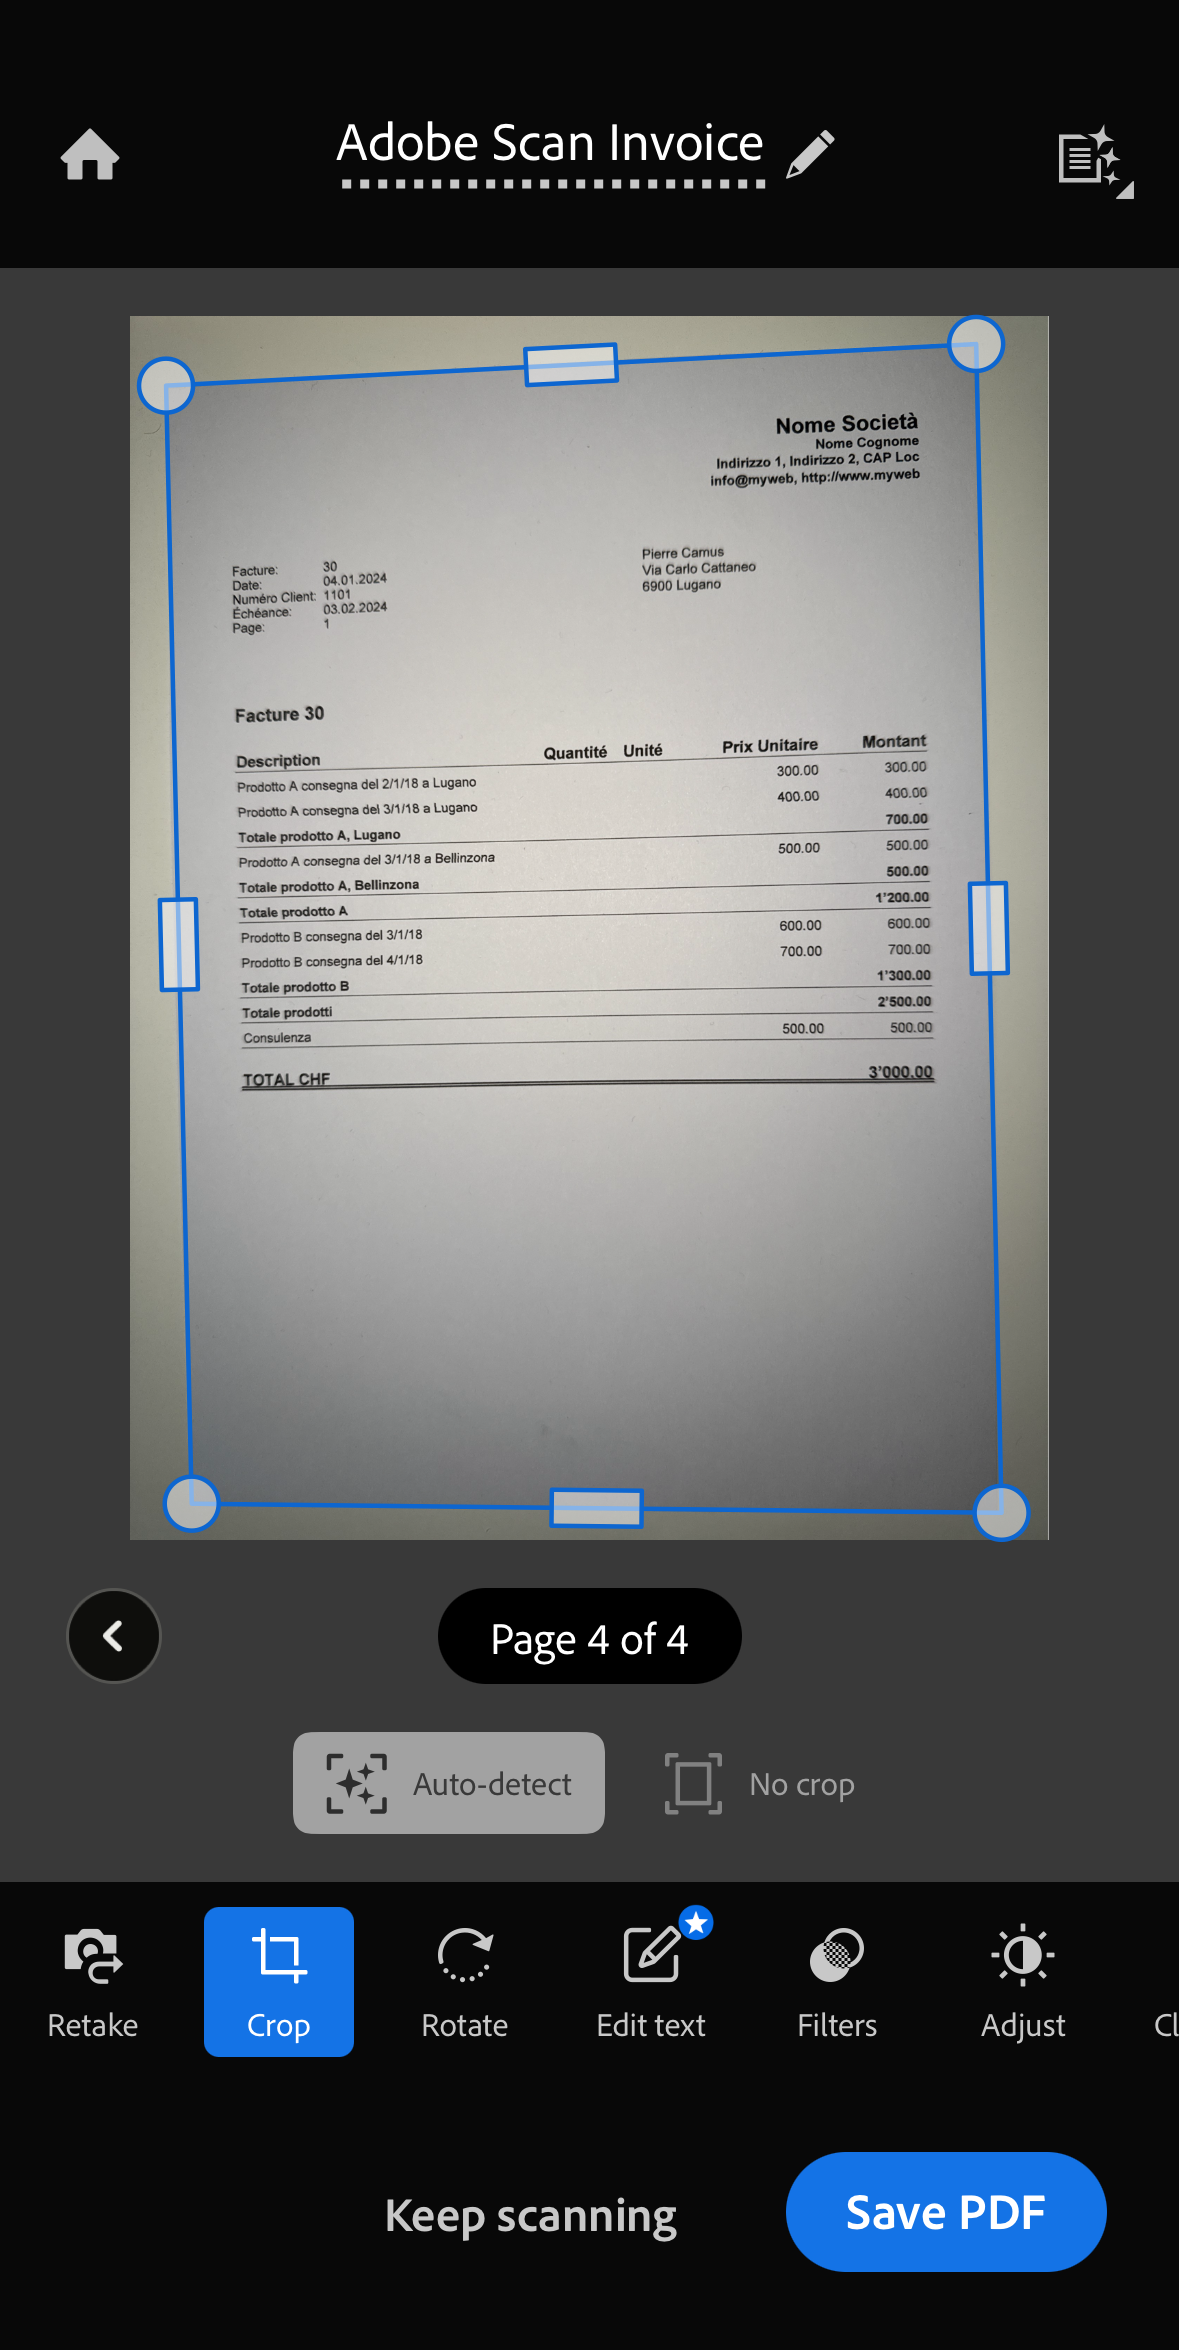 Adobe Scan Invoice
Nome Società
Nome Cognome
Indirizzo 1, Indirizzo 2, CAP Loc
info@myweb, http://www.myweb
Pierre Camus
Via Carlo Cattaneo
6900 Lugano
Facture: 30
Date: 04.01.2024
Numéro Client: 1101
Échéance: 03.02.2024
Page: 1
Facture 30
Description Quantité Unité Prix Unitaire Montant
Prodotto A consegna del 2/1/18 a Lugano 300.00 300.00
Prodotto A consegna del 3/1/18 a Lugano 400.00 400.00
Totale prodotto A, Lugano 700.00
Prodotto A consegna del 3/1/18 a Bellinzona 500.00 500.00
Totale prodotto A, Bellinzona 500.00
Totale prodotto A 1'200.00
Prodotto B consegna del 3/1/18 600.00 600.00
Prodotto B consegna del 4/1/18 700.00 700.00
Totale prodotto B 1'300.00
Totale prodotti 2'500.00
Consulenza 500.00 500.00
TOTAL CHF 3'000.00
Page 4 of 4
Auto-detect No crop
Retake Crop Rotate Edit text Filters Adjust Cl
Keep scanning Save PDF